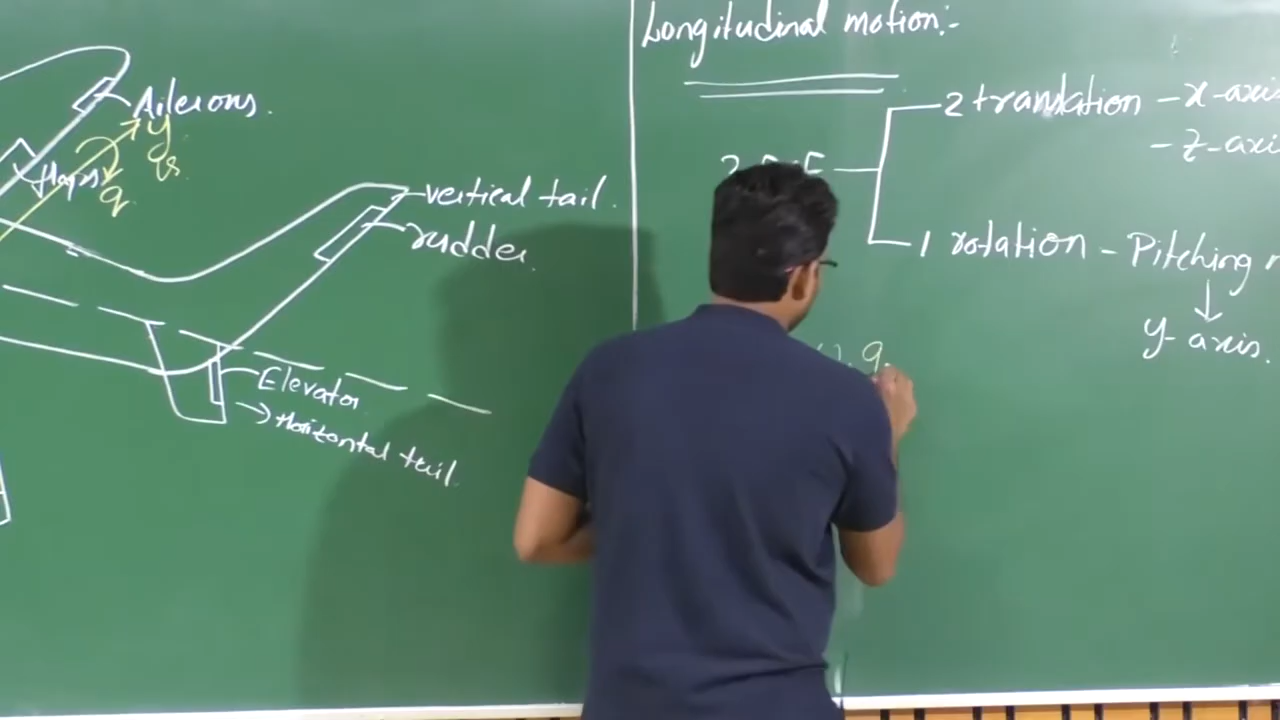 Ailerons.
y
flaps
v
q
vertical tail.
rudder.
Elevator
Horizontal tail.
Longitudinal motion:-
2 translation - x-axis
- z-axis
1 rotation - Pitching
y-axis.
q.